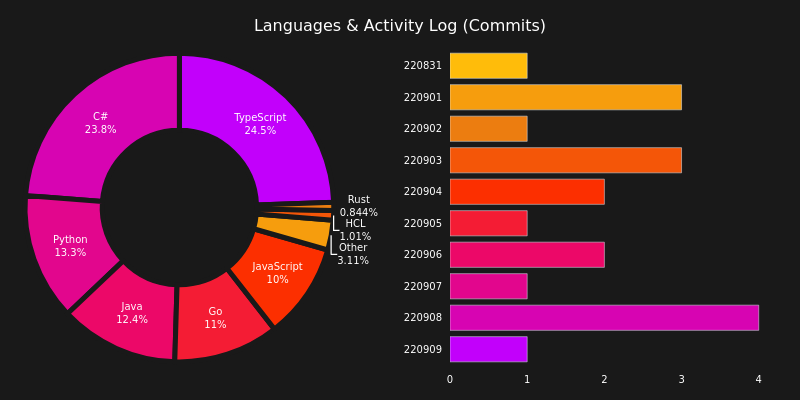 Languages & Activity Log (Commits)
TypeScript
24.5%
C#
23.8%
Python
13.3%
Java
12.4%
Go
11%
JavaScript
10%
Rust
0.844%
HCL
1.01%
Other
3.11%
220831
220901
220902
220903
220904
220905
220906
220907
220908
220909
0 1 2 3 4